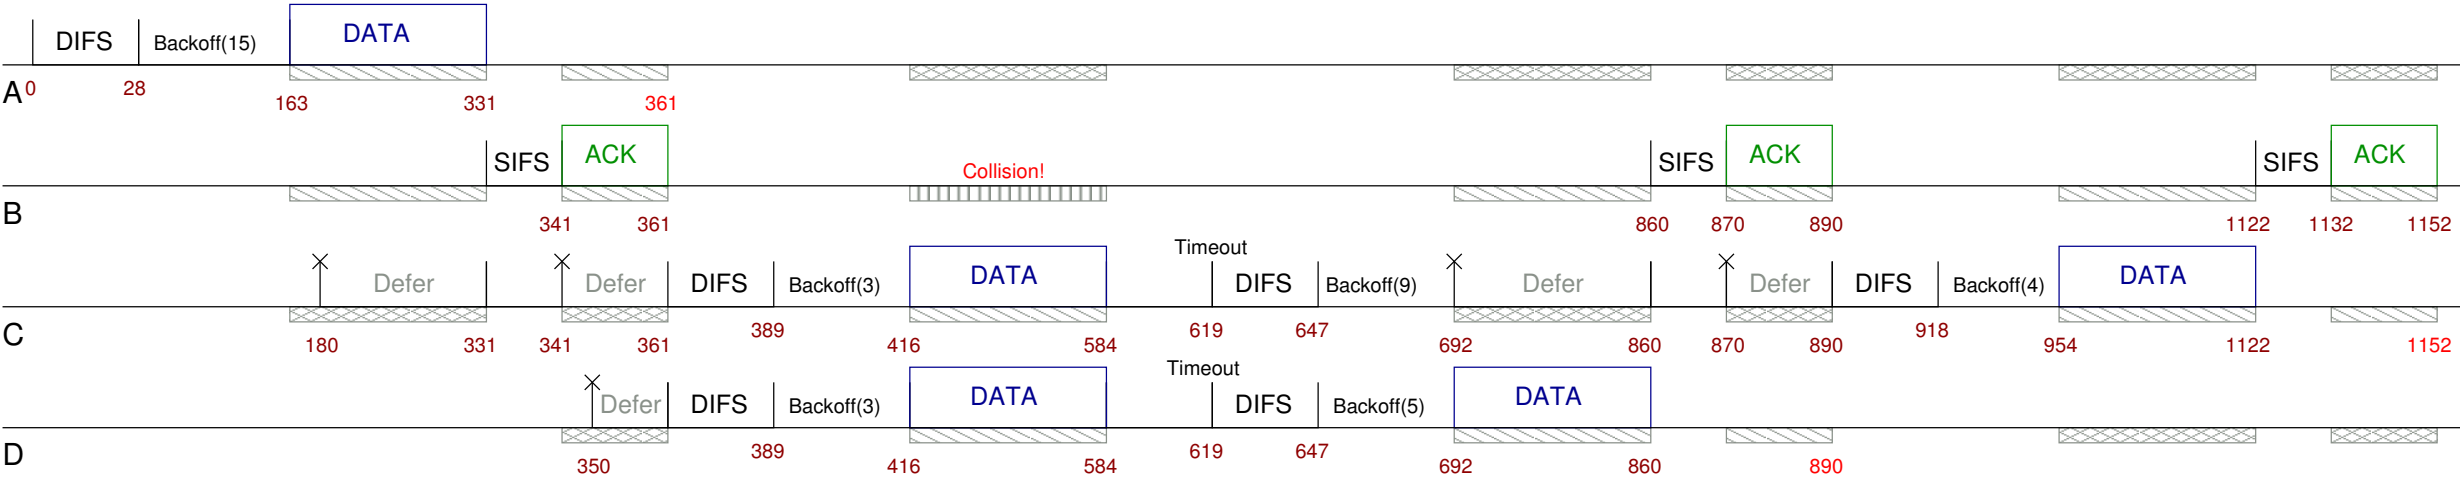 DIFS Backoff(15) DATA
A 0 28 163 331 361
SIFS ACK Collision! SIFS ACK SIFS ACK
B 341 361 860 870 890 1122 1132 1152
Timeout
Defer Defer DIFS Backoff(3) DATA DIFS Backoff(9) Defer Defer DIFS Backoff(4) DATA
C 180 331 341 361 389 416 584 619 647 692 860 870 890 918 954 1122 1152
Timeout
Defer DIFS Backoff(3) DATA DIFS Backoff(5) DATA
D 350 389 416 584 619 647 692 860 890